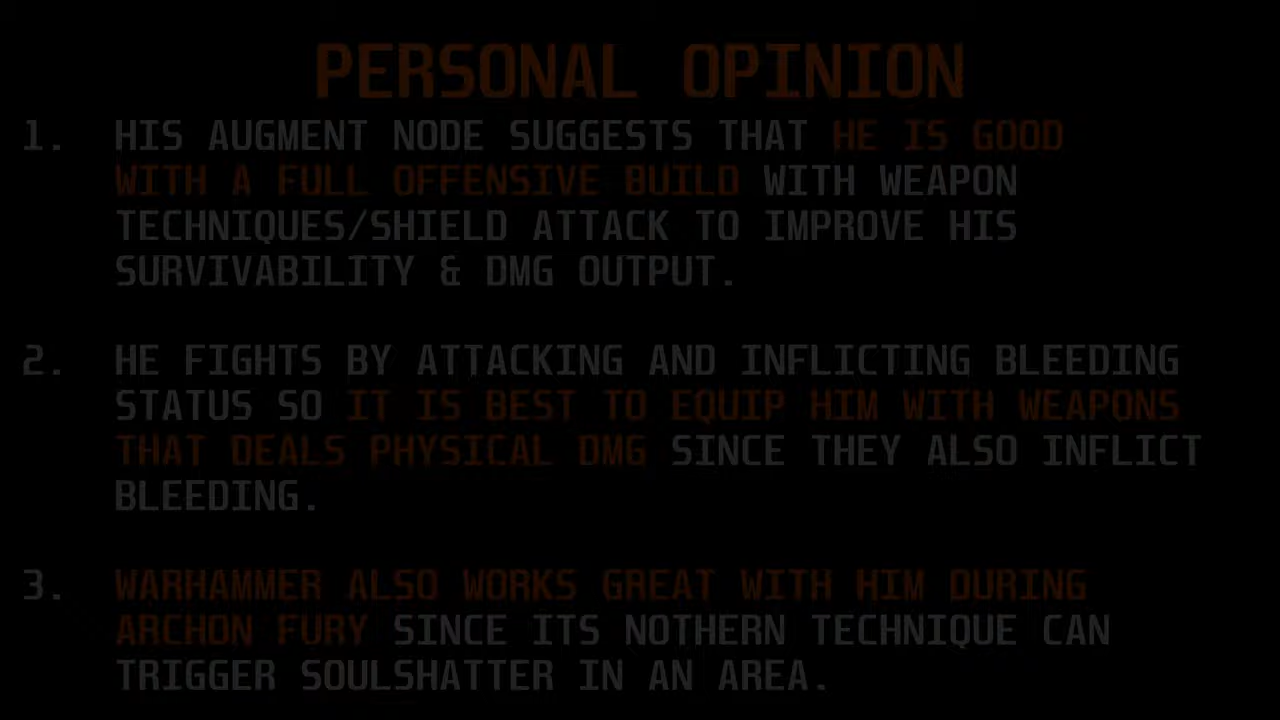 PERSONAL OPINION
1. HIS AUGMENT NODE SUGGESTS THAT HE IS GOOD
WITH A FULL OFFENSIVE BUILD WITH WEAPON
TECHNIQUES/SHIELD ATTACK TO IMPROVE HIS
SURVIVABILITY & DMG OUTPUT.
2. HE FIGHTS BY ATTACKING AND INFLICTING BLEEDING
STATUS SO IT IS BEST TO EQUIP HIM WITH WEAPONS
THAT DEALS PHYSICAL DMG SINCE THEY ALSO INFLICT
BLEEDING.
3. WARHAMMER ALSO WORKS GREAT WITH HIM DURING
ARCHON FURY SINCE ITS NOTHERN TECHNIQUE CAN
TRIGGER SOULSHATTER IN AN AREA.